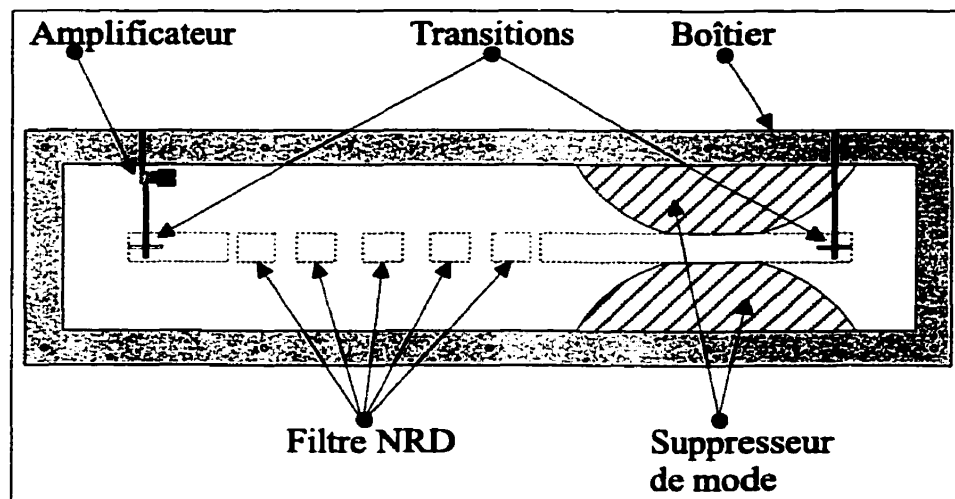 Amplificateur
Transitions
Boîtier
Filtre NRD
Suppresseur
de mode